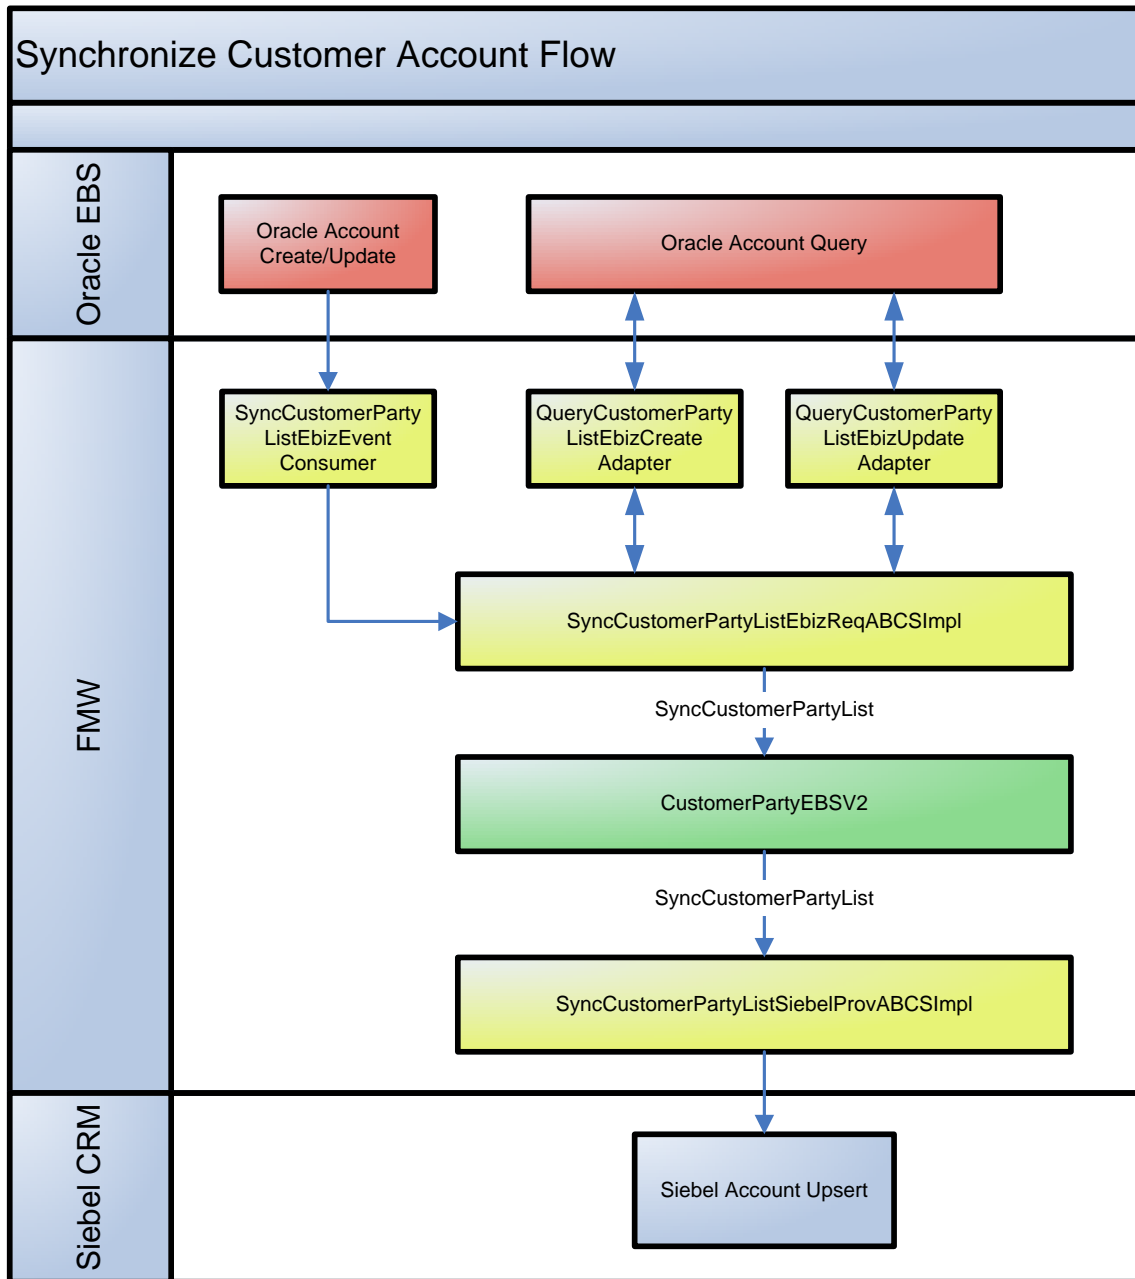 Synchronize Customer Account Flow
Oracle EBS
Oracle Account
Create/Update
Oracle Account Query
FMW
SyncCustomerParty
ListEbizEvent
Consumer
QueryCustomerParty
ListEbizCreate
Adapter
QueryCustomerParty
ListEbizUpdate
Adapter
SyncCustomerPartyListEbizReqABCSImpl
SyncCustomerPartyList
CustomerPartyEBSV2
SyncCustomerPartyList
SyncCustomerPartyListSiebelProvABCSImpl
Siebel CRM
Siebel Account Upsert